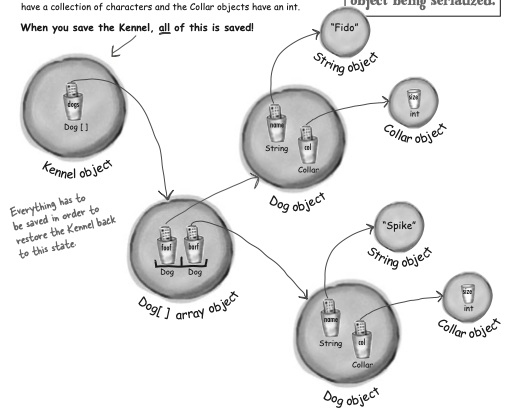 have a collection of characters and the Collar objects have an int.
object being serialized.
When you save the Kennel, all of this is saved!
"Fido"
String object
dogs
Dog [ ]
Kennel object
size
int
Collar object
name
String
col
Collar
Dog object
Everything has to
be saved in order to
restore the Kennel back
to this state.
foof
barf
Dog
Dog
Dog[ ] array object
"Spike"
String object
size
int
Collar object
name
String
col
Collar
Dog object